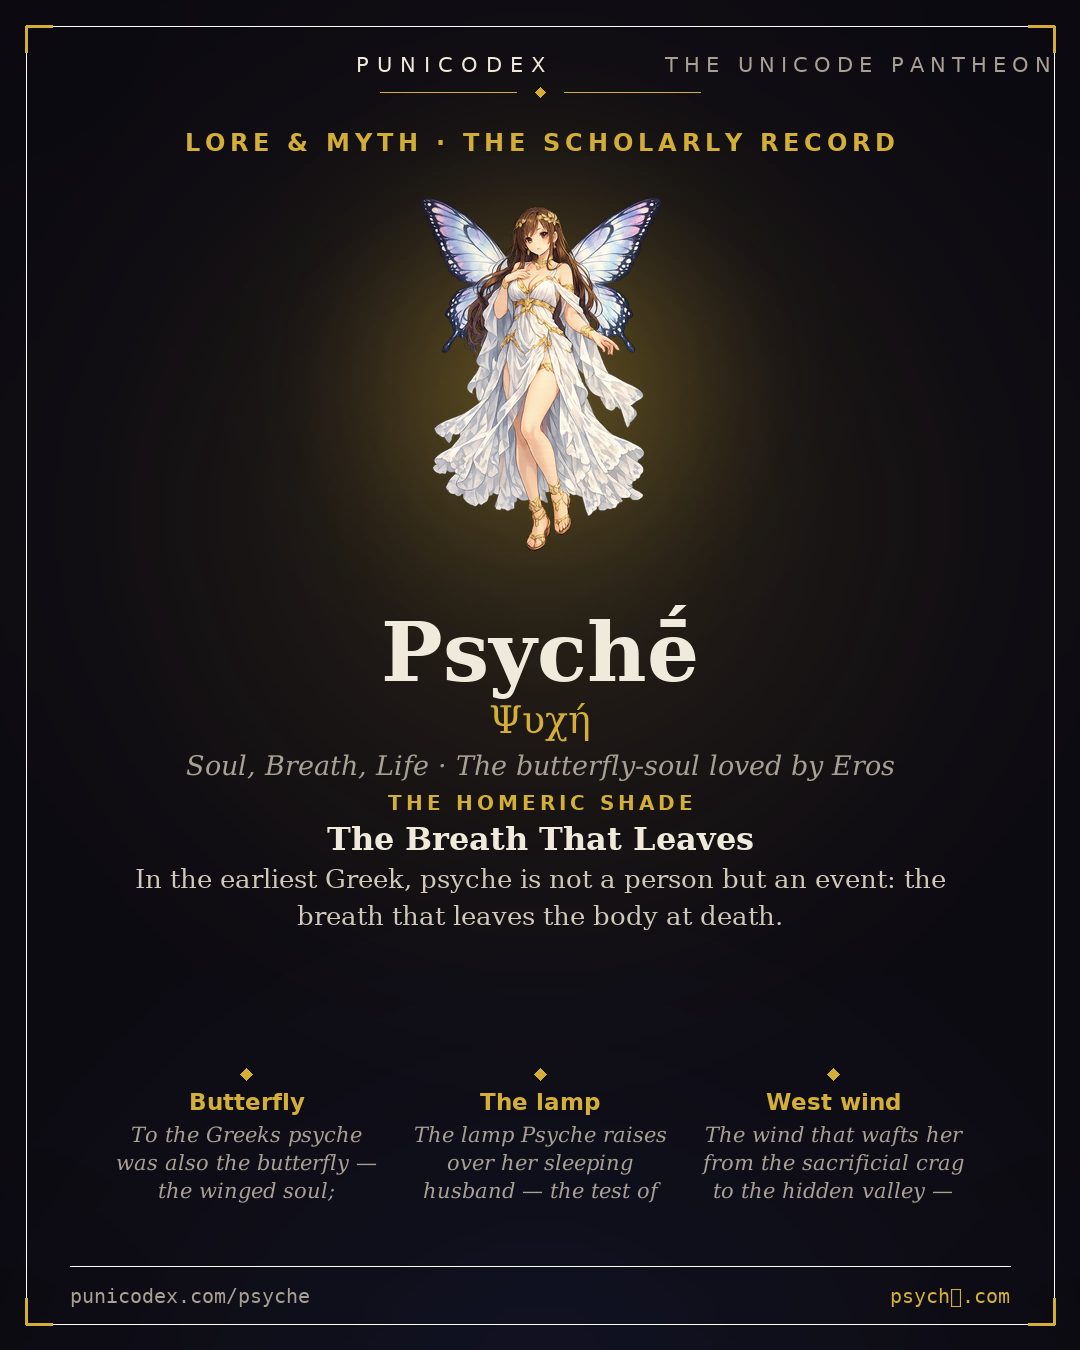 PUNICODEX THE UNICODE PANTHEON
LORE & MYTH · THE SCHOLARLY RECORD
Psychḗ
Ψυχή
Soul, Breath, Life · The butterfly-soul loved by Eros
THE HOMERIC SHADE
The Breath That Leaves
In the earliest Greek, psyche is not a person but an event: the
breath that leaves the body at death.
Butterfly
To the Greeks psyche
was also the butterfly —
the winged soul;
The lamp
The lamp Psyche raises
over her sleeping
husband — the test of
West wind
The wind that wafts her
from the sacrificial crag
to the hidden valley —
punicodex.com/psyche
psych▯.com